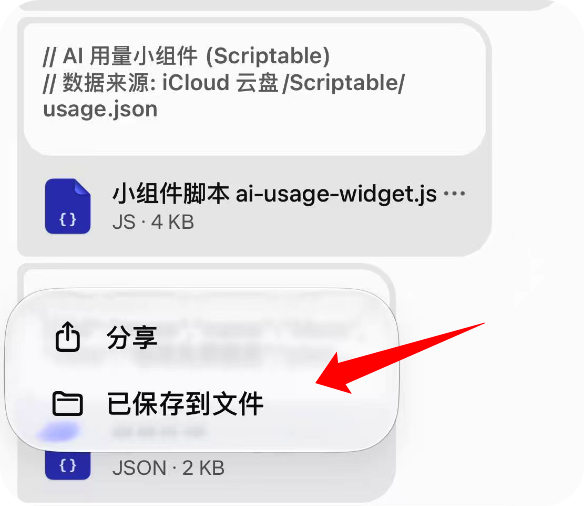 // AI 用量小组件 (Scriptable)
// 数据来源: iCloud 云盘/Scriptable/
usage.json
小组件脚本 ai-usage-widget.js ···
{ }
JS · 4 KB
分享
已保存到文件
{ }
JSON · 2 KB